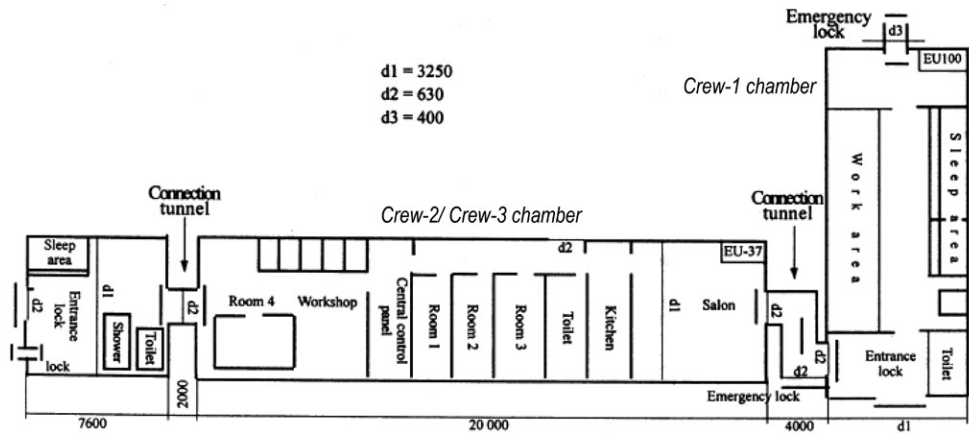 Emergency
lock
d3
EU100
d1 = 3250
d2 = 630
d3 = 400
Crew-1 chamber
Work area
Sleep area
Connection
tunnel
Crew-2/ Crew-3 chamber
Connection
tunnel
Sleep
area
d2
EU-37
d2
Entrance
lock
d1
Shower
Toilet
lock
d2
Room 4
Workshop
Central control
panel
Room 1
Room 2
Room 3
Toilet
Kitchen
d1
Salon
d2
d2
d2
Emergency lock
Entrance
lock
Toilet
7600
2000
20 000
4000
d1